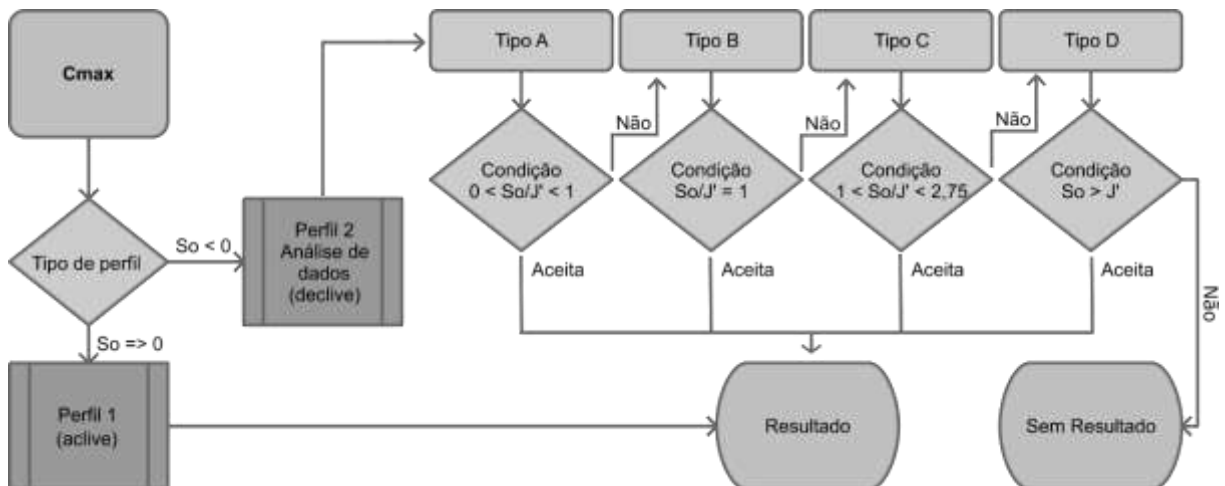 Cmax
Tipo de perfil
So < 0
So => 0
Perfil 1
(aclive)
Perfil 2
Análise de
dados
(declive)
Tipo A
Condição
0 < So/J' < 1
Não
Aceita
Tipo B
Condição
So/J' = 1
Não
Aceita
Tipo C
Condição
1 < So/J' < 2,75
Não
Aceita
Tipo D
Condição
So > J'
Não
Aceita
Resultado
Sem Resultado